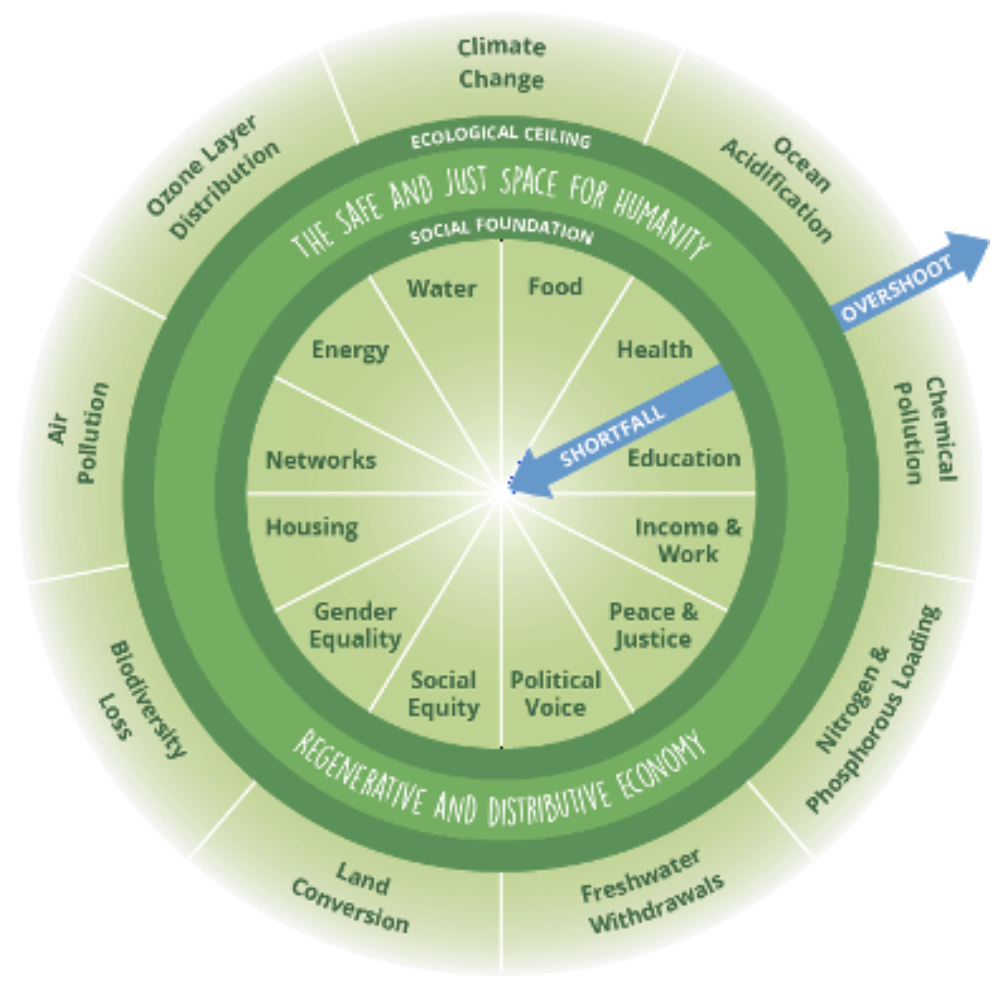 Climate
Change
Ocean
Acidification
Chemical
Pollution
Nitrogen &
Phosphorous Loading
Freshwater
Withdrawals
Land
Conversion
Biodiversity
Loss
Air
Pollution
Ozone Layer
Distribution
OVERSHOOT
ECOLOGICAL CEILING
THE SAFE AND JUST SPACE FOR HUMANITY
SOCIAL FOUNDATION
Water
Food
Energy
Health
SHORTFALL
Networks
Education
Housing
Income &
Work
Gender
Equality
Peace &
Justice
Social
Equity
Political
Voice
REGENERATIVE AND DISTRIBUTIVE ECONOMY